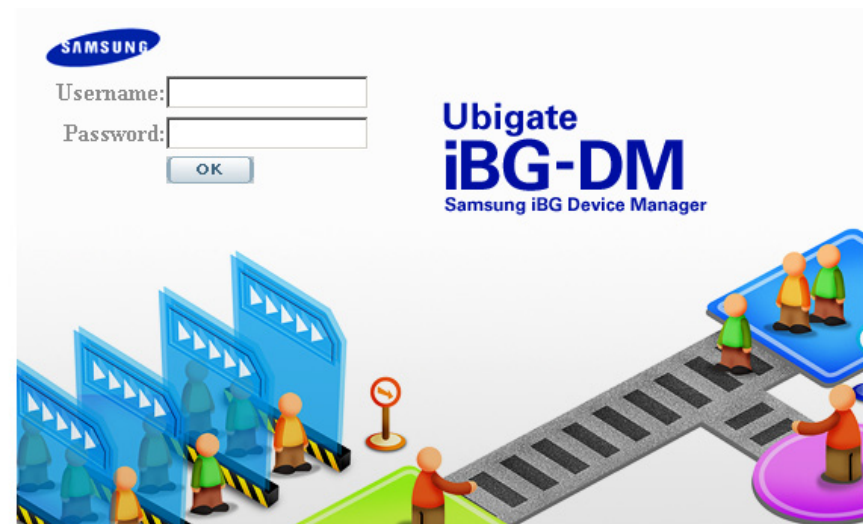 SAMSUNG
Username:
Password:
OK
Ubigate
iBG-DM
Samsung iBG Device Manager